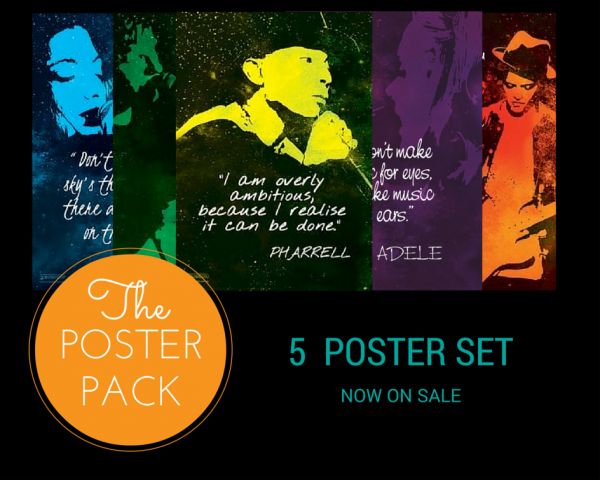 "Don't
sky's th
there a
on t
"I am overly
ambitious,
because I realise
it can be done."
PHARRELL
on't make
for eyes,
ke music
ears."
ADELE
The
POSTER
PACK
5 POSTER SET
NOW ON SALE